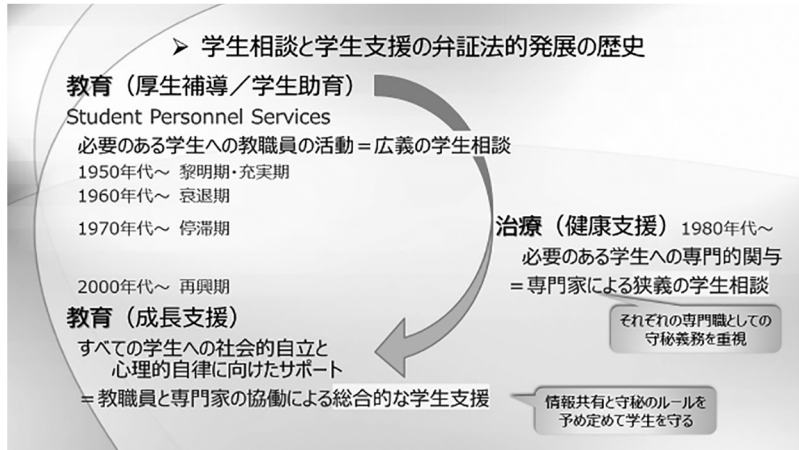 ➤ 学生相談と学生支援の弁証法的発展の歴史
教育（厚生補導／学生助育）
Student Personnel Services
必要のある学生への教職員の活動＝広義の学生相談
1950年代～ 黎明期・充実期
1960年代～ 衰退期
1970年代～ 停滞期
治療（健康支援） 1980年代～
必要のある学生への専門的関与
＝専門家による狭義の学生相談
それぞれの専門職としての
守秘義務を重視
2000年代～ 再興期
教育（成長支援）
すべての学生への社会的自立と
心理的自律に向けたサポート
＝教職員と専門家の協働による総合的な学生支援
情報共有と守秘のルールを
予め定めて学生を守る